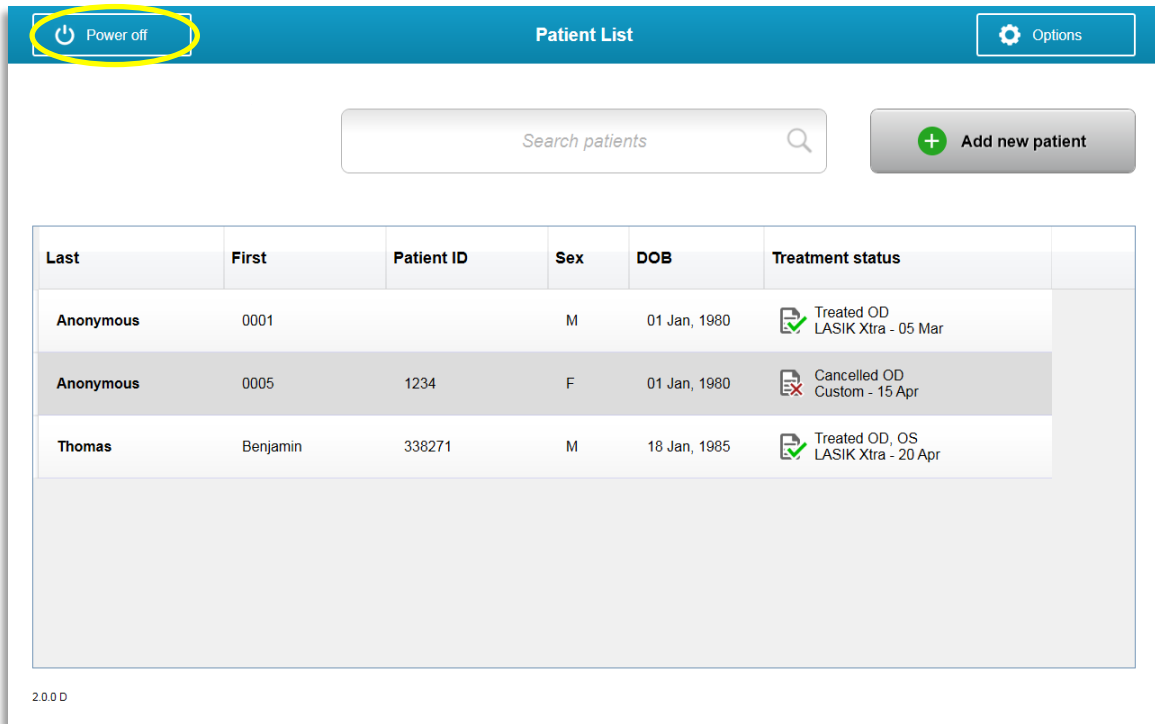 Power off Patient List Options
Search patients Add new patient
Last First Patient ID Sex DOB Treatment status
Anonymous 0001 M 01 Jan, 1980 Treated OD
LASIK Xtra - 05 Mar
Anonymous 0005 1234 F 01 Jan, 1980 Cancelled OD
Custom - 15 Apr
Thomas Benjamin 338271 M 18 Jan, 1985 Treated OD, OS
LASIK Xtra - 20 Apr
2.0.0 D